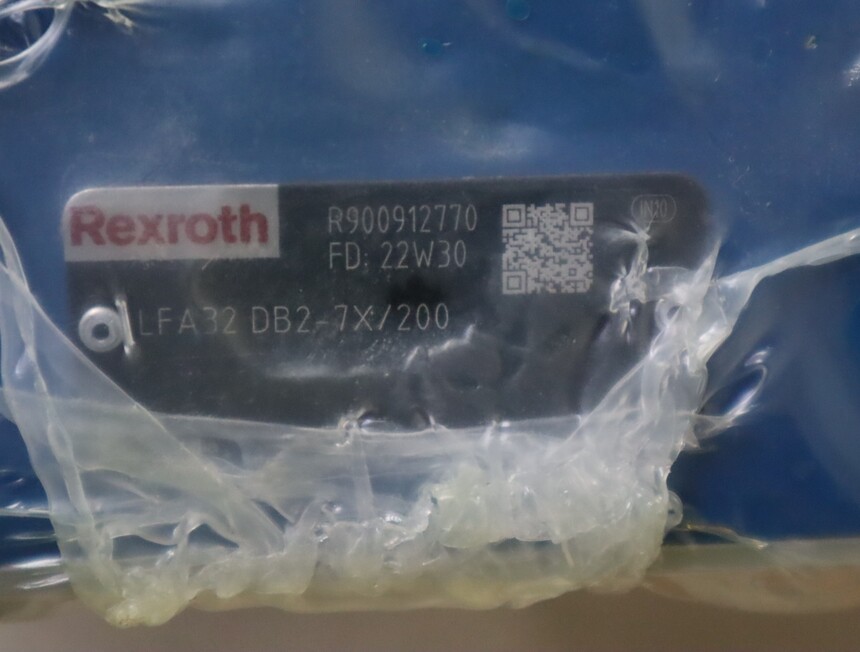 Rexroth
R900912770
FD: 22W30
LFA32 DB2-7X/200